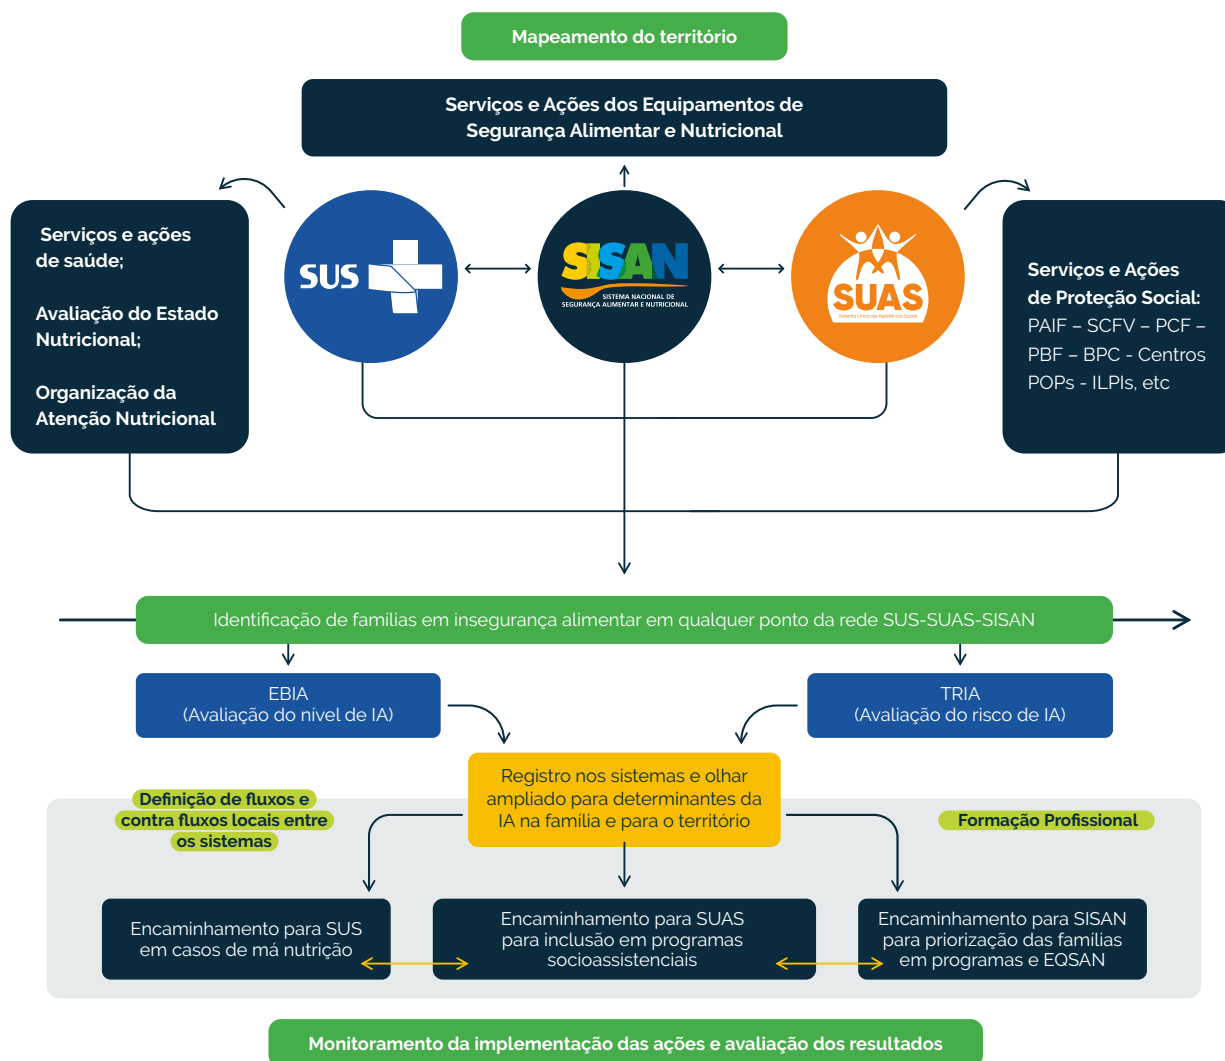 Mapeamento do território
Serviços e Ações dos Equipamentos de
Segurança Alimentar e Nutricional
Serviços e ações
de saúde;
Avaliação do Estado
Nutricional;
Organização da
Atenção Nutricional
SUS
SISAN
SISTEMA NACIONAL DE
SEGURANÇA ALIMENTAR E NUTRICIONAL
SUAS
Sistema Único de Assistência Social
Serviços e Ações
de Proteção Social:
PAIF – SCFV – PCF –
PBF – BPC - Centros
POPs - ILPIs, etc
Identificação de famílias em insegurança alimentar em qualquer ponto da rede SUS-SUAS-SISAN
EBIA
(Avaliação do nível de IA)
TRIA
(Avaliação do risco de IA)
Registro nos sistemas e olhar
ampliado para determinantes da
IA na família e para o território
Definição de fluxos e
contra fluxos locais entre
os sistemas
Formação Profissional
Encaminhamento para SUS
em casos de má nutrição
Encaminhamento para SUAS
para inclusão em programas
socioassistenciais
Encaminhamento para SISAN
para priorização das famílias
em programas e EQSAN
Monitoramento da implementação das ações e avaliação dos resultados